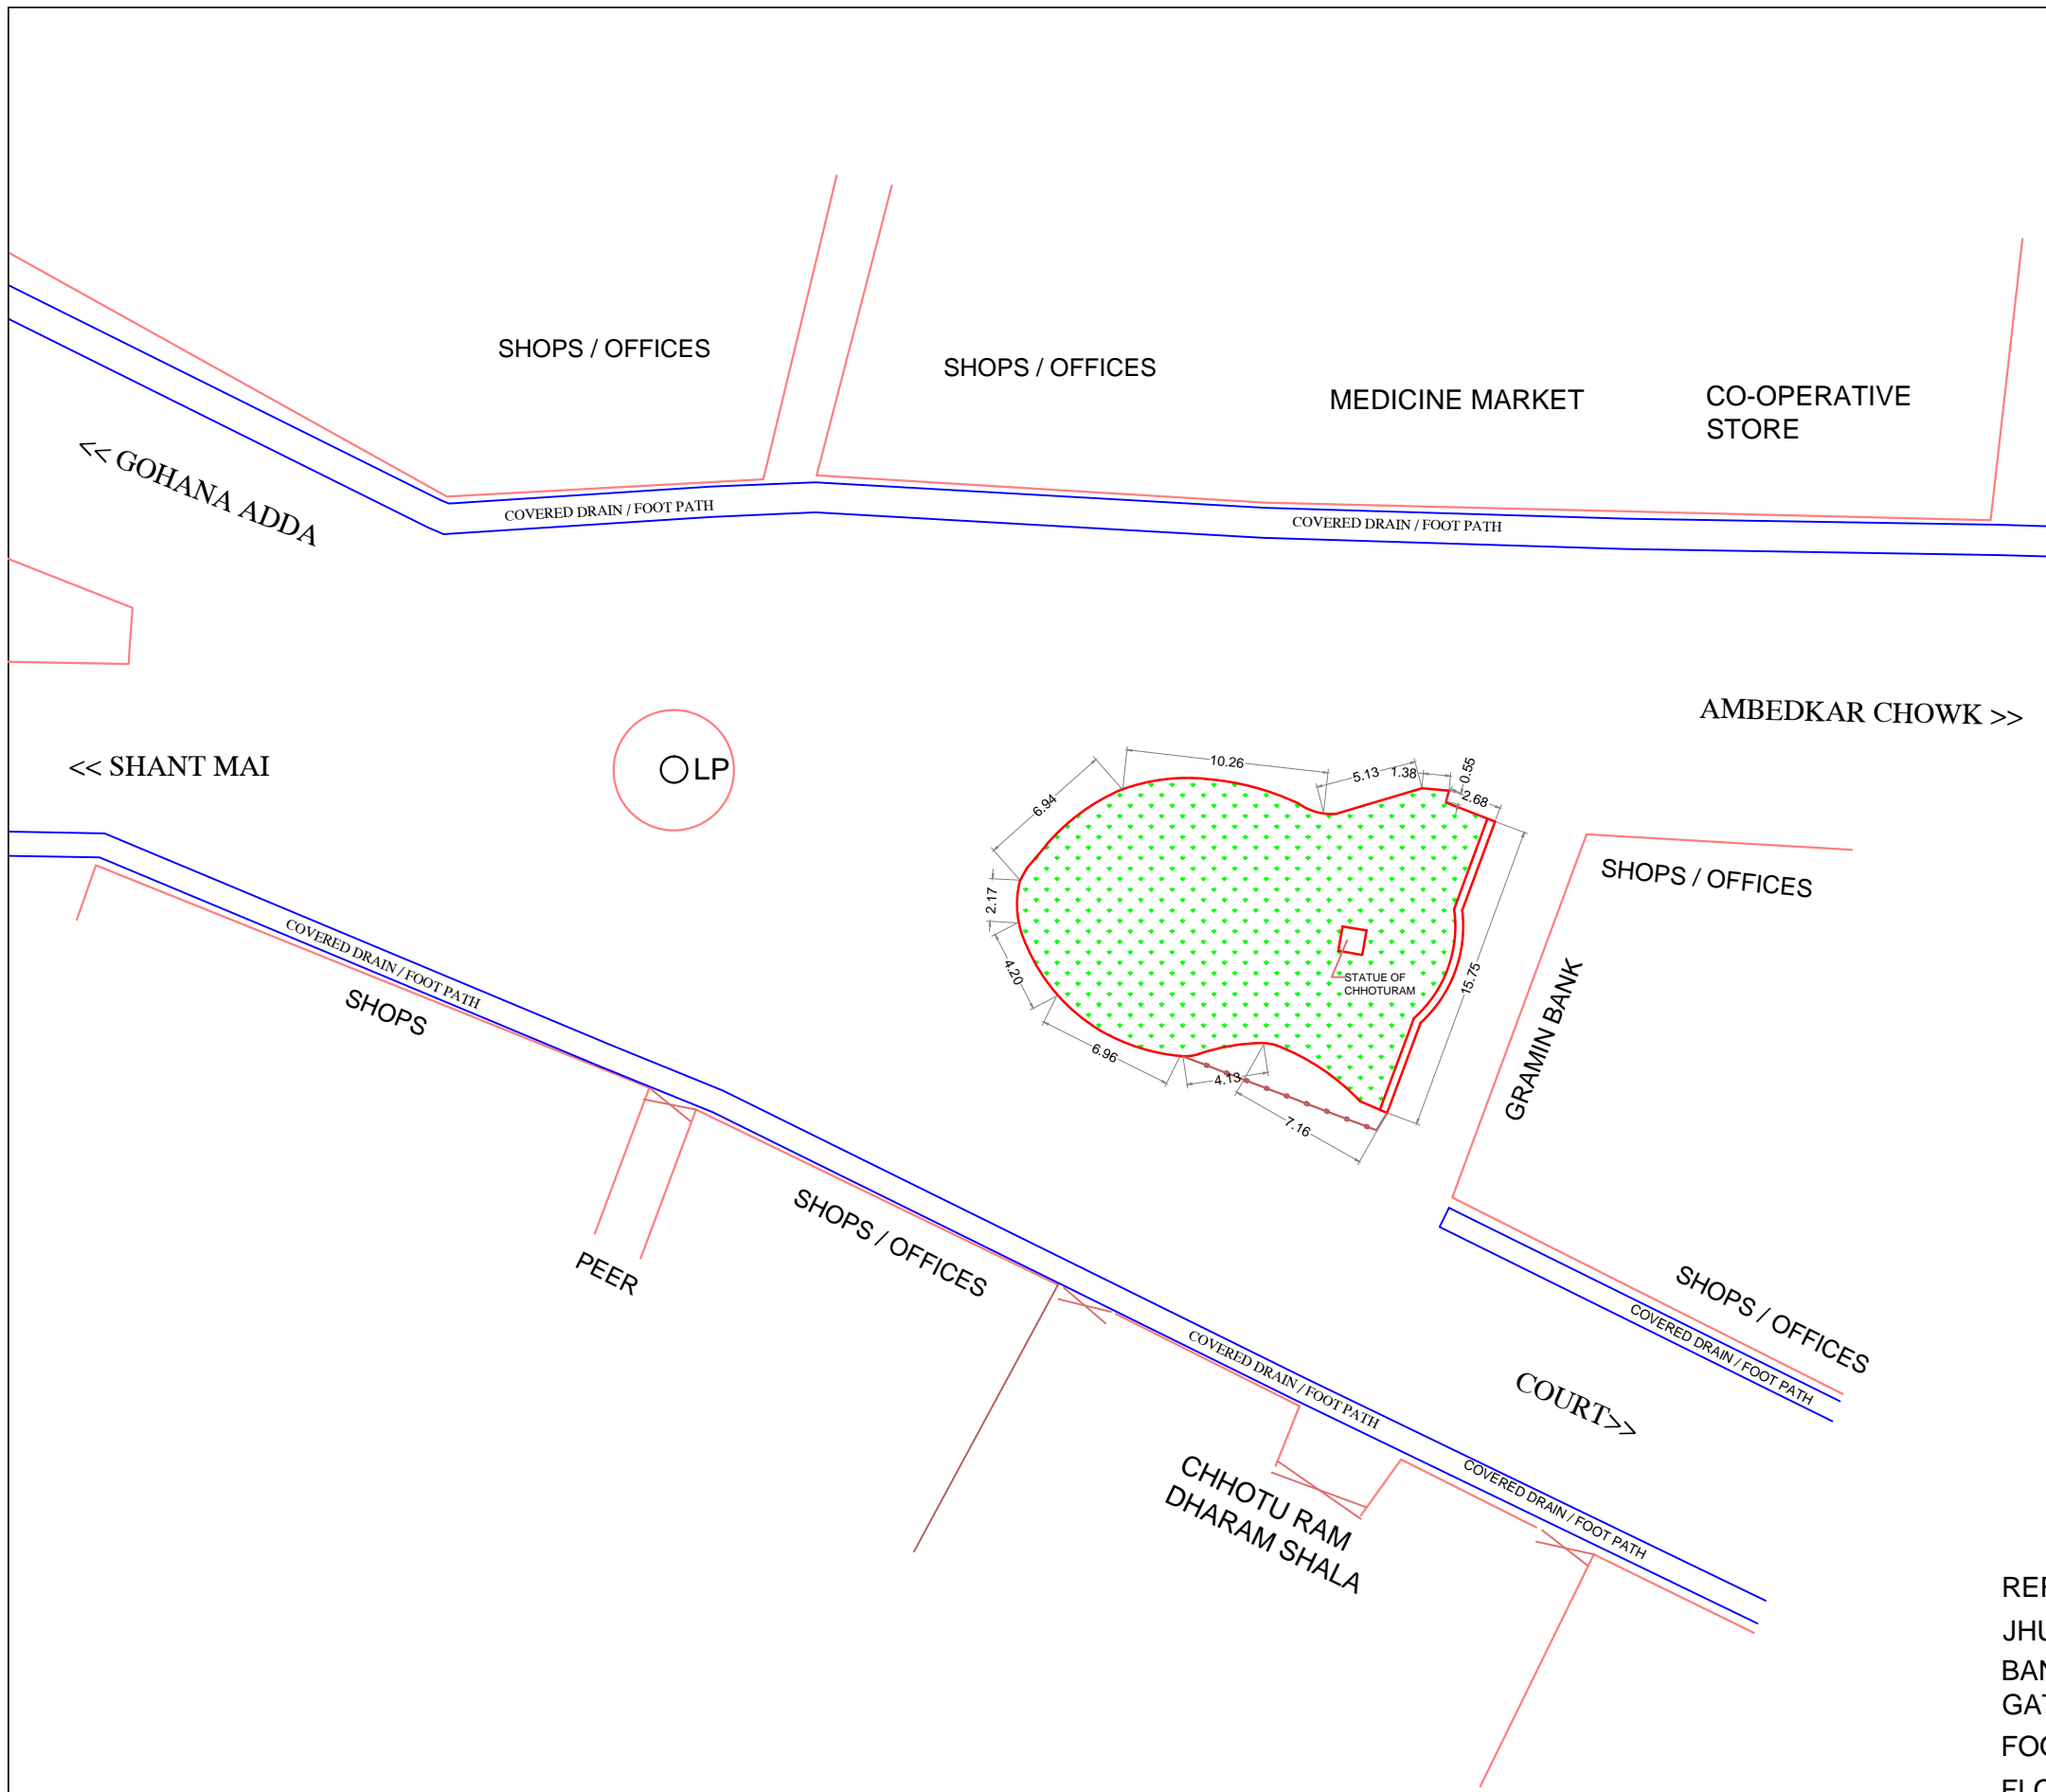 SHOPS / OFFICES
SHOPS / OFFICES
MEDICINE MARKET
CO-OPERATIVE
STORE
<< GOHANA ADDA
COVERED DRAIN / FOOT PATH
COVERED DRAIN / FOOT PATH
AMBEDKAR CHOWK >>
<< SHANT MAI
LP
10.26
5.13
1.38
0.55
2.68
6.94
2.17
4.20
6.96
4.13
7.16
15.75
STATUE OF
CHHOTURAM
SHOPS / OFFICES
GRAMIN BANK
COVERED DRAIN / FOOT PATH
SHOPS
PEER
SHOPS / OFFICES
SHOPS / OFFICES
COVERED DRAIN / FOOT PATH
COVERED DRAIN / FOOT PATH
COURT>>
CHHOTU RAM
DHARAM SHALA
COVERED DRAIN / FOOT PATH